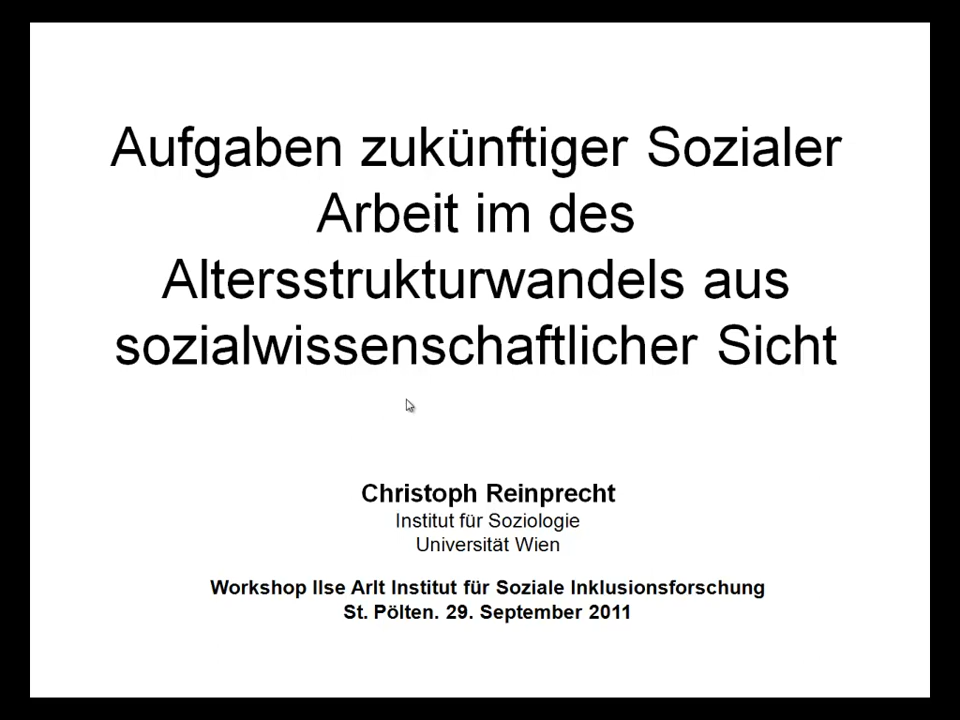 Aufgaben zukünftiger Sozialer
Arbeit im des
Altersstrukturwandels aus
sozialwissenschaftlicher Sicht
Christoph Reinprecht
Institut für Soziologie
Universität Wien
Workshop Ilse Arlt Institut für Soziale Inklusionsforschung
St. Pölten. 29. September 2011